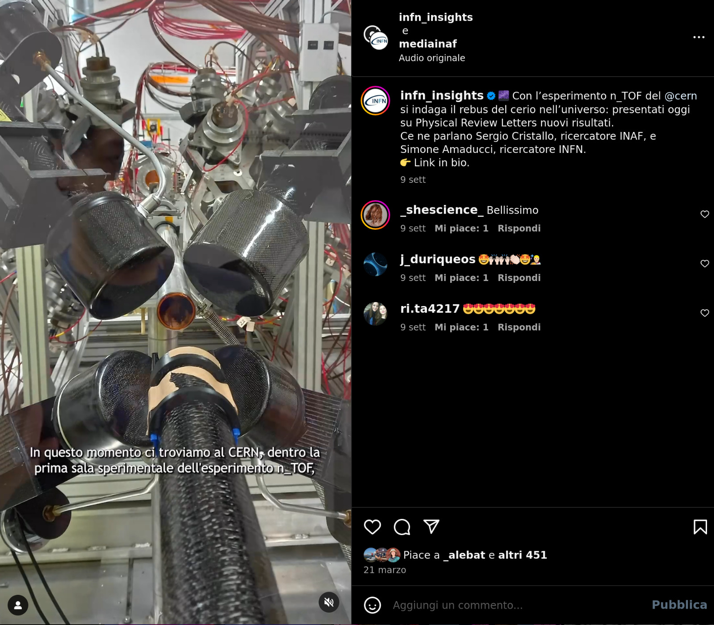 infn_insights
e
mediainaf
Audio originale
INFN
infn_insights Con l'esperimento n_TOF del @cern
si indaga il rebus del cerio nell'universo: presentati oggi
su Physical Review Letters nuovi risultati.
Ce ne parlano Sergio Cristallo, ricercatore INAF, e
Simone Amaducci, ricercatore INFN.
👉 Link in bio.
9 sett
_shescience_ Bellissimo
9 sett Mi piace: 1 Rispondi
j_duriqueos
9 sett Mi piace: 1 Rispondi
ri.ta4217 😍😍😍😍😍😍😍
9 sett Mi piace: 1 Rispondi
In questo momento ci troviamo al CERN, dentro la
prima sala sperimentale dell'esperimento n_TOF,
Piace a _alebat e altri 451
21 marzo
Aggiungi un commento...
Pubblica